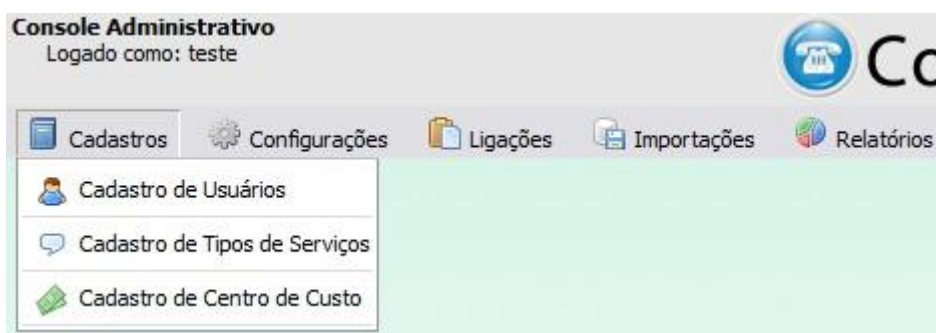 Console Administrativo
Logado como: teste
Co
Cadastros Configurações Ligações Importações Relatórios
Cadastro de Usuários
Cadastro de Tipos de Serviços
Cadastro de Centro de Custo